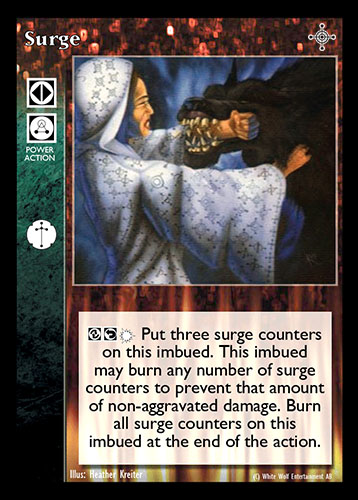 Surge
POWER
ACTION
Put three surge counters
on this imbued. This imbued
may burn any number of surge
counters to prevent that amount
of non-aggravated damage. Burn
all surge counters on this
imbued at the end of the action.
Illus: Heather Kreiter
(C) White Wolf Entertainment AB